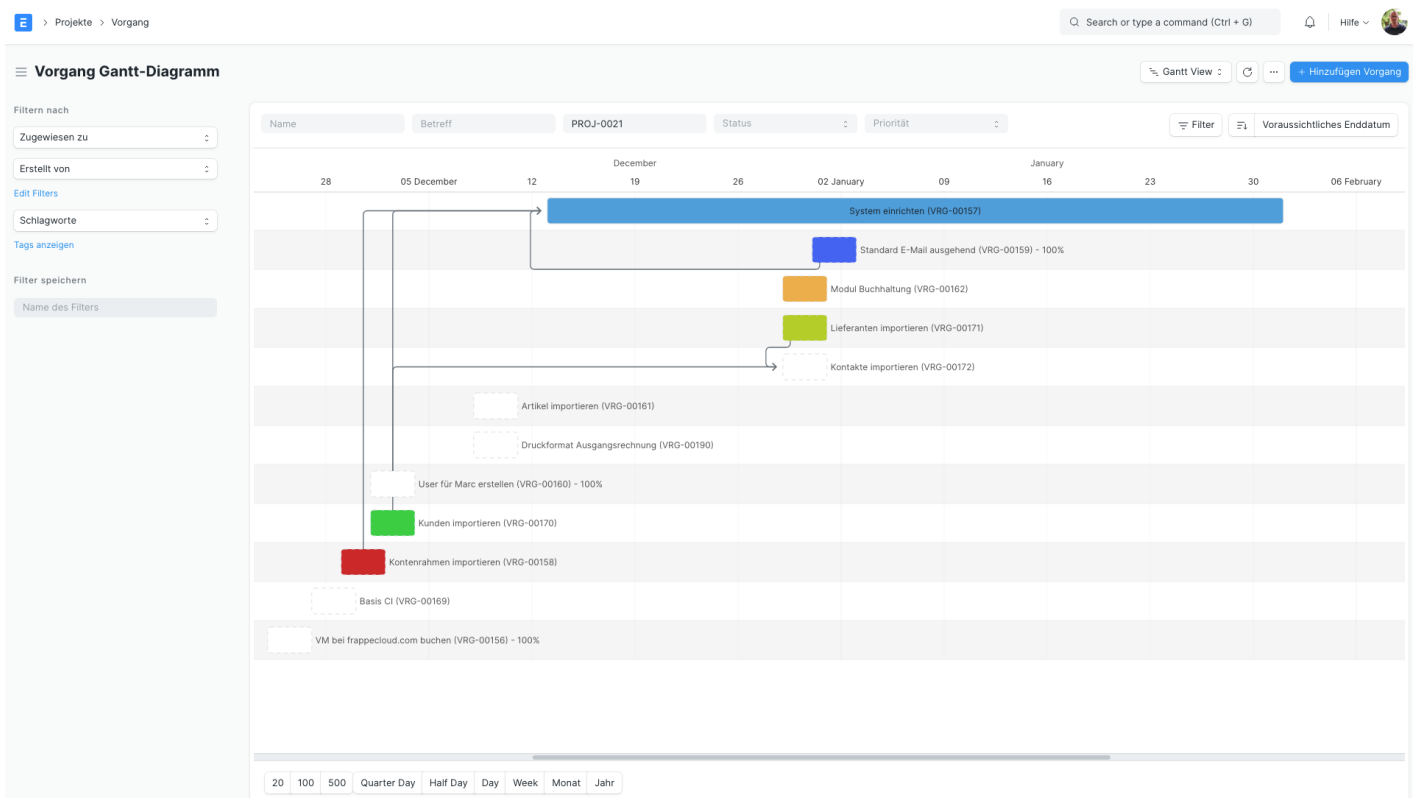 E > Projekte > Vorgang
Search or type a command (Ctrl + G)
Hilfe
Vorgang Gantt-Diagramm
Gantt View
...
+ Hinzufügen Vorgang
Filtern nach
Zugewiesen zu
Erstellt von
Edit Filters
Schlagworte
Tags anzeigen
Filter speichern
Name des Filters
Name Betreff PROJ-0021 Status Priorität
Filter
Voraussichtliches Enddatum
December January
28 05 December 12 19 26 02 January 09 16 23 30 06 February
System einrichten (VRG-00157)
Standard E-Mail ausgehend (VRG-00159) - 100%
Modul Buchhaltung (VRG-00162)
Lieferanten importieren (VRG-00171)
Kontakte importieren (VRG-00172)
Artikel importieren (VRG-00161)
Druckformat Ausgangsrechnung (VRG-00190)
User für Marc erstellen (VRG-00160) - 100%
Kunden importieren (VRG-00170)
Kontenrahmen importieren (VRG-00158)
Basis CI (VRG-00169)
VM bei frappecloud.com buchen (VRG-00156) - 100%
20 100 500 Quarter Day Half Day Day Week Monat Jahr